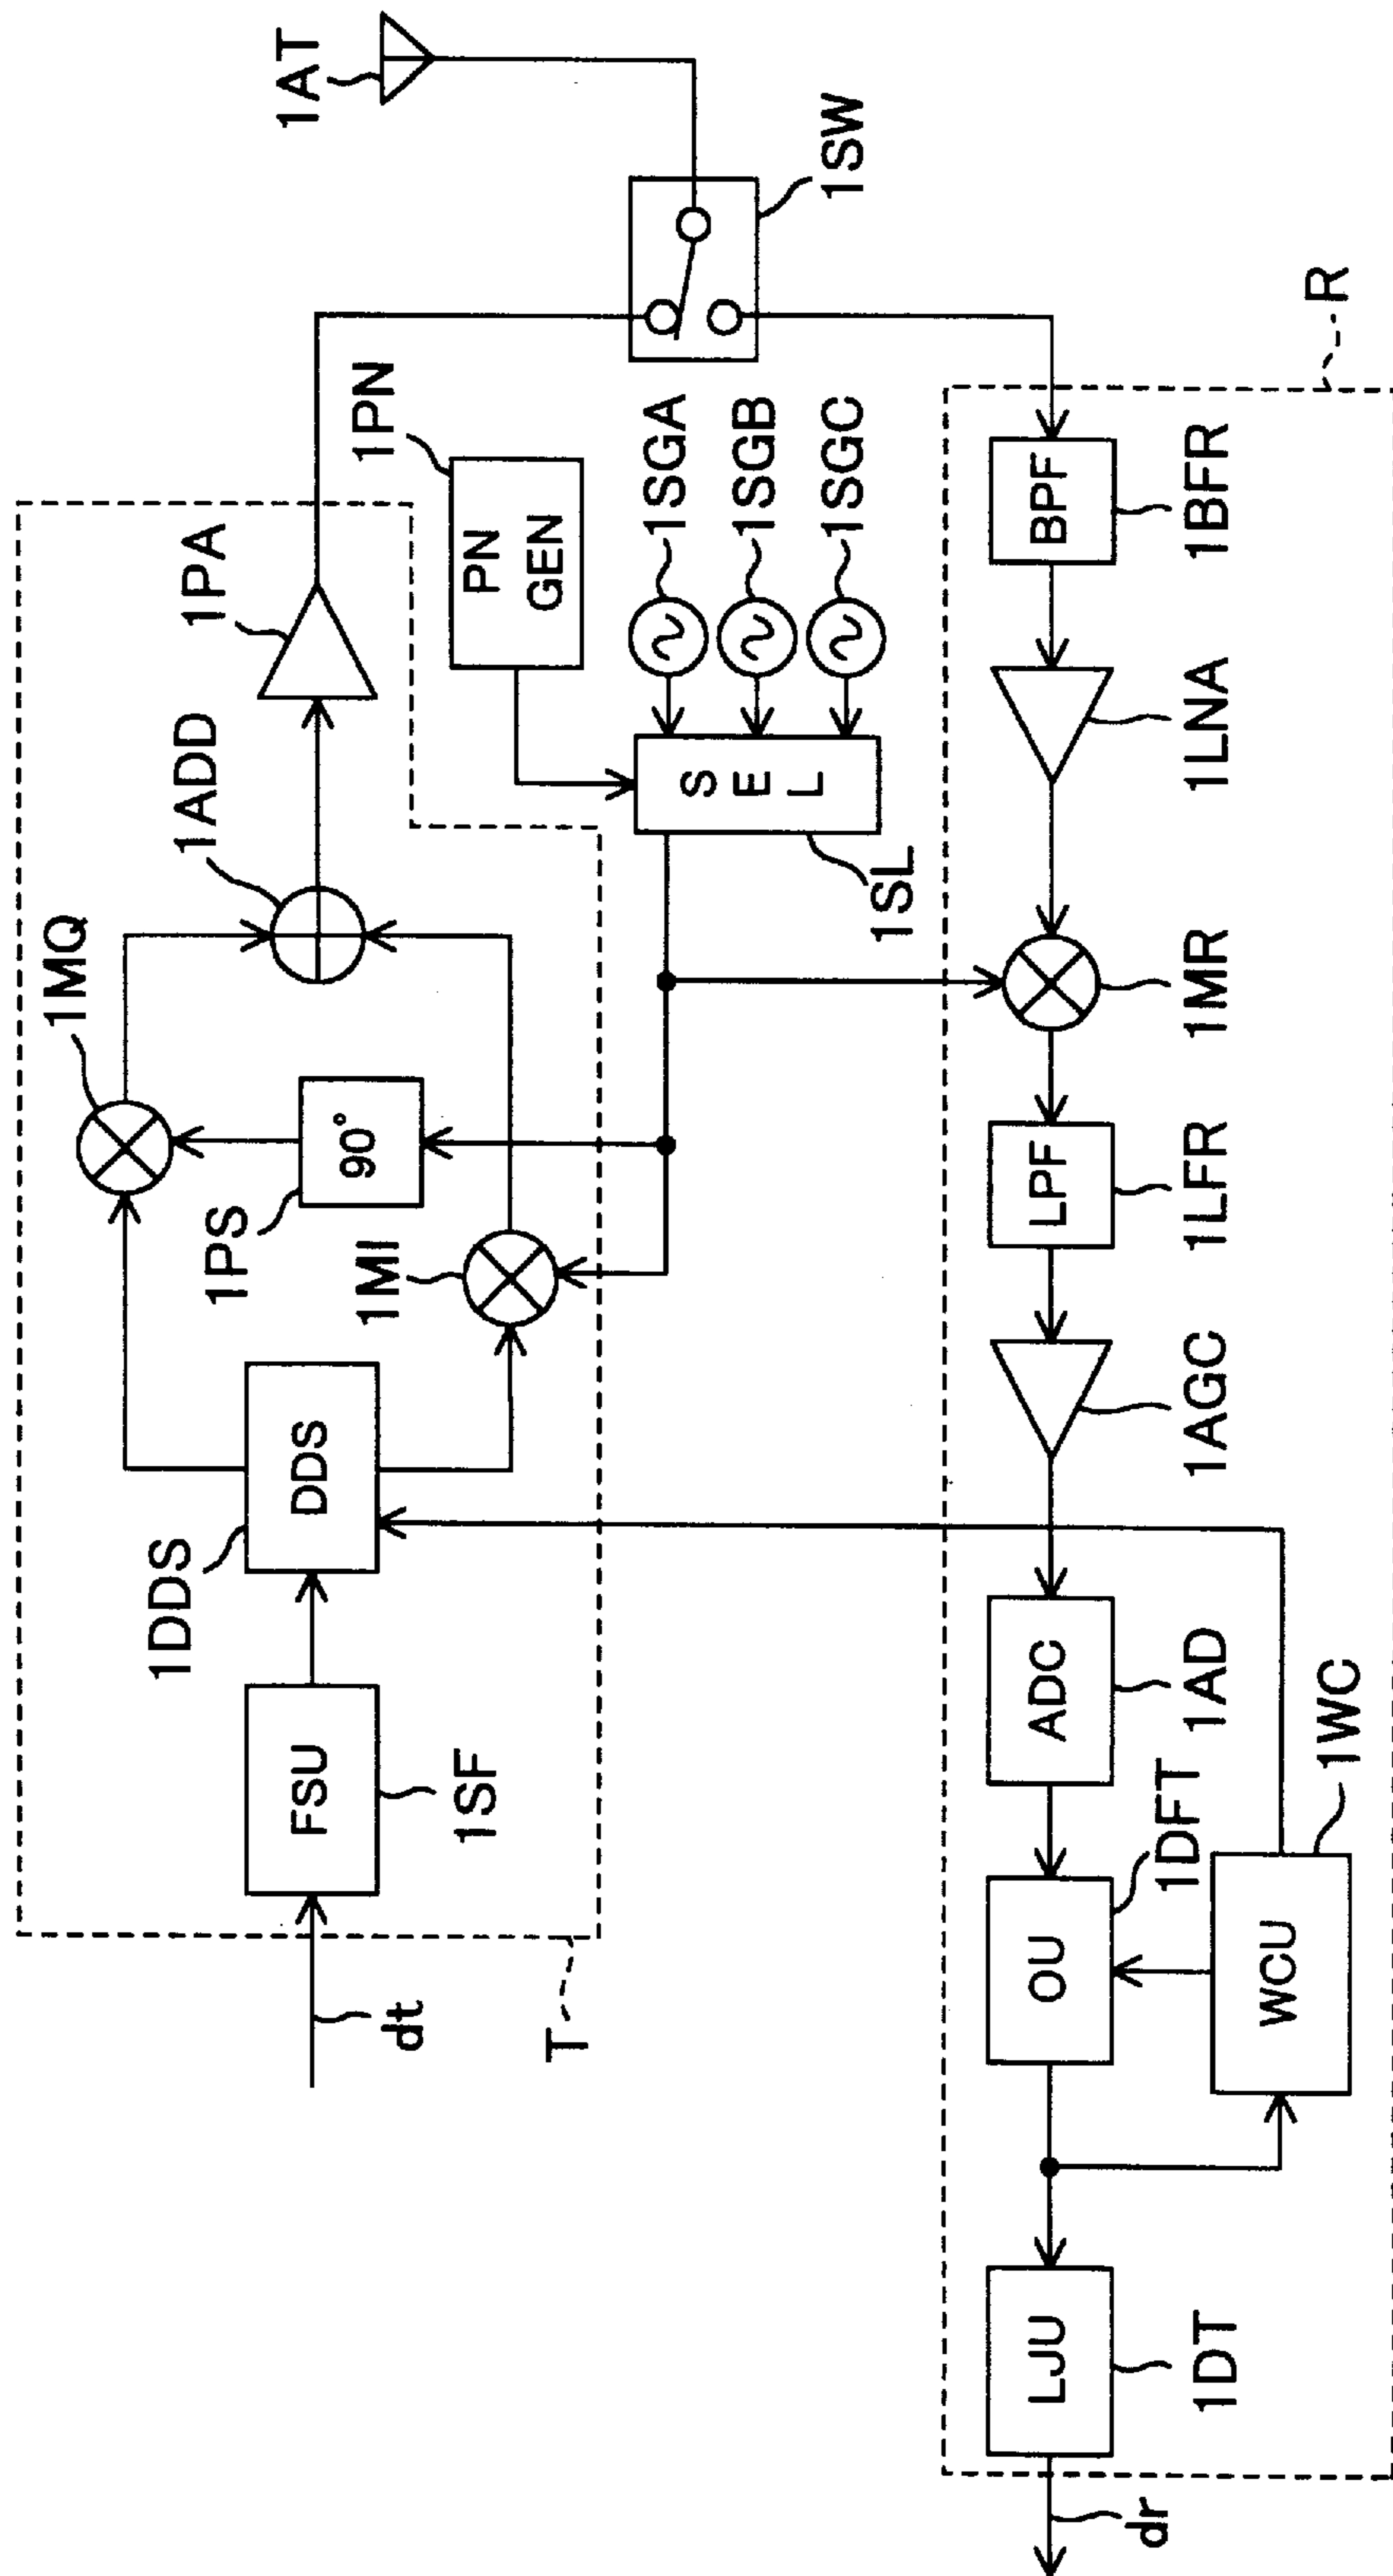 1AT
1SW
1PN
PN
GEN
1PA
1SGA
1SGB
1SGC
1ADD
SEL
1SL
1MQ
90°
1PS
1MI
DDS
1DDS
FSU
1SF
dt
T
R
BPF
1BFR
1LNA
1MR
LPF
1LFR
1AGC
ADC
1AD
OU
1DFT
WCU
1WC
LJU
1DT
dr